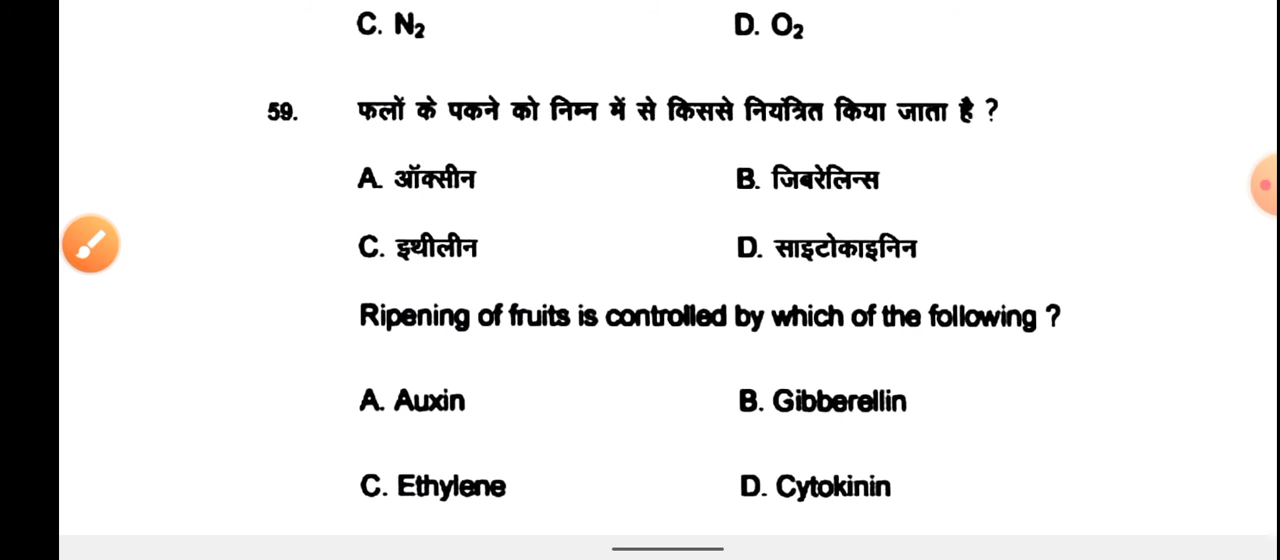 C. N₂ D. O₂
59. फलों के पकने को निम्न में से किससे नियंत्रित किया जाता है ?
A. ऑक्सीन B. जिबरेलिन्स
C. इथीलीन D. साइटोकाइनिन
Ripening of fruits is controlled by which of the following ?
A. Auxin B. Gibberellin
C. Ethylene D. Cytokinin